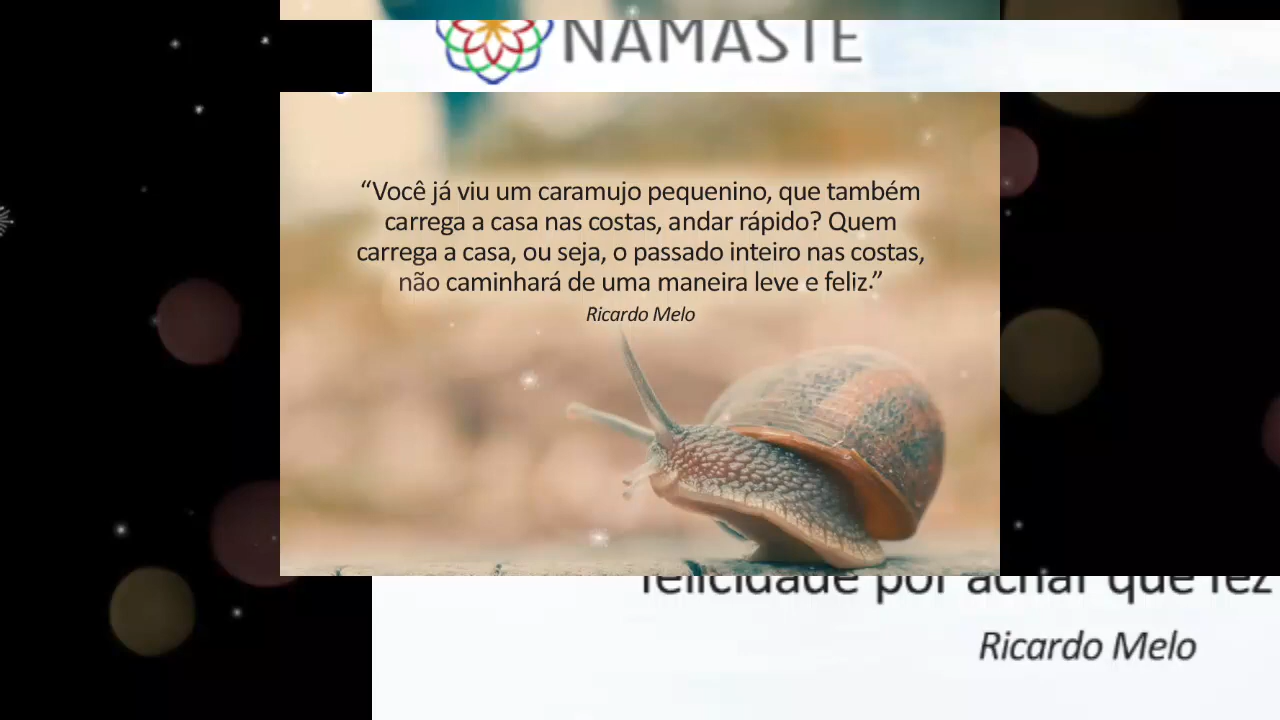 NAMASTE
“Você já viu um caramujo pequenino, que também
carrega a casa nas costas, andar rápido? Quem
carrega a casa, ou seja, o passado inteiro nas costas,
não caminhará de uma maneira leve e feliz.”
Ricardo Melo
felicidade por achar que fez
Ricardo Melo